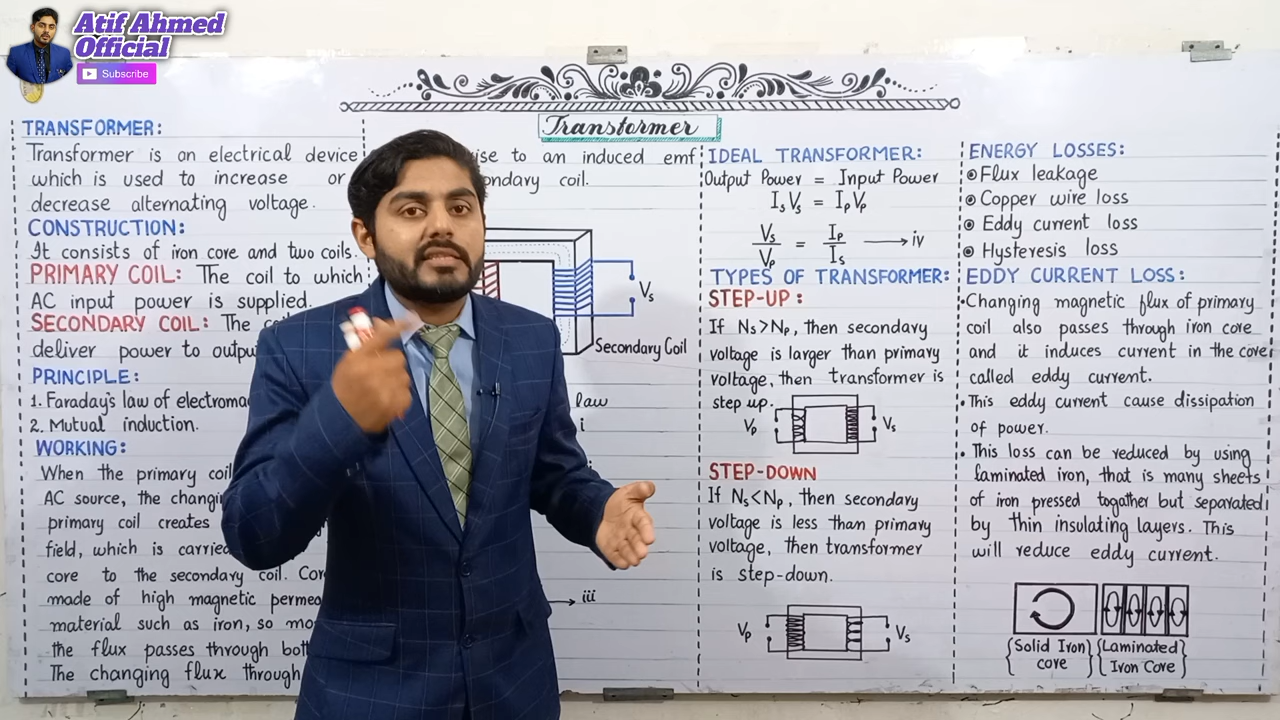 Atif Ahmed
Official
Subscribe
Transformer
TRANSFORMER:
Transformer is an electrical device
which is used to increase or
decrease alternating voltage.
CONSTRUCTION:
It consists of iron core and two coils.
PRIMARY COIL: The coil to which
AC input power is supplied.
SECONDARY COIL: The
deliver power to
PRINCIPLE:
1. Faraday's law of
2. Mutual induction.
WORKING:
When the primary coil
AC source, the
primary coil creates
field, which is
core to the secondary coil.
made of high magnetic
material such as iron, so
the flux passes through
The changing flux through
to an induced emf
coil.
Vs
Secondary Coil
law
i
iii
IDEAL TRANSFORMER:
Output Power = Input Power
IsVs = IpVp
Vs/Vp = Ip/Is → iv
TYPES OF TRANSFORMER:
STEP-UP:
If Ns>Np, then secondary
voltage is larger than primary
voltage, then transformer is
step up.
Vp Vs
STEP-DOWN
If Ns<Np, then secondary
voltage is less than primary
voltage, then transformer
is step-down.
Vp Vs
ENERGY LOSSES:
Flux leakage
Copper wire loss
Eddy current loss
Hysteresis loss
EDDY CURRENT LOSS:
•Changing magnetic flux of primary
coil also passes through iron core
and it induces current in the core
called eddy current.
•This eddy current cause dissipation
of power.
•This loss can be reduced by using
laminated iron, that is many sheets
of iron pressed togather but separated
by thin insulating layers. This
will reduce eddy current.
{Solid Iron core}
{Laminated Iron Core}